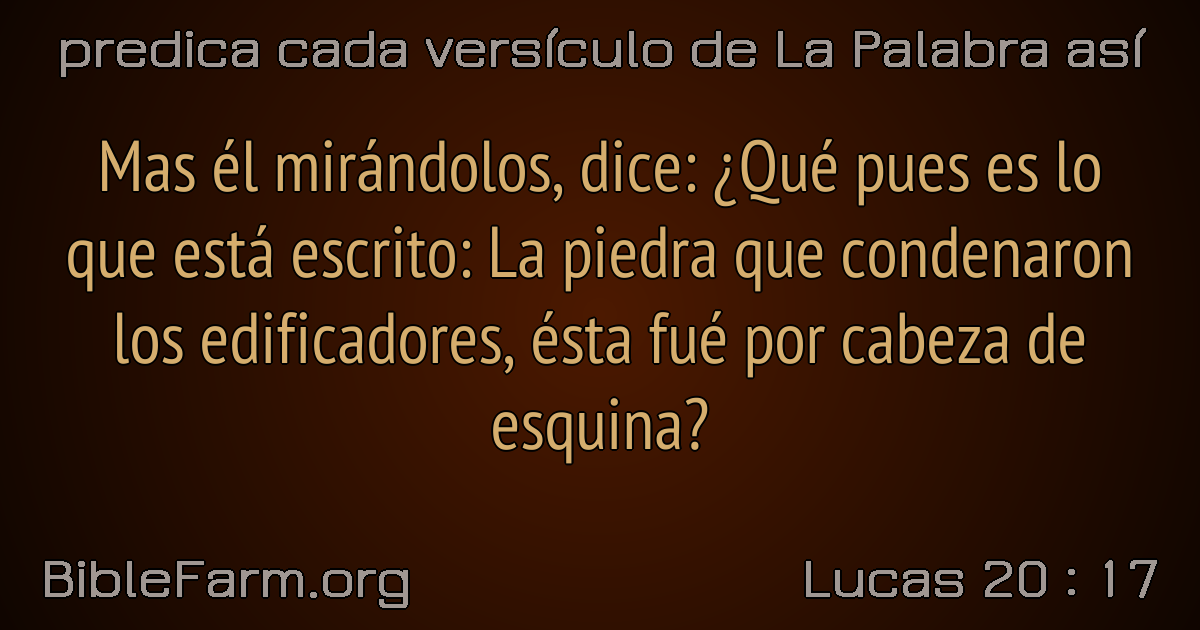 predica cada versículo de La Palabra así
Mas él mirándolos, dice: ¿Qué pues es lo
que está escrito: La piedra que condenaron
los edificadores, ésta fué por cabeza de
esquina?
BibleFarm.org
Lucas 20 : 17